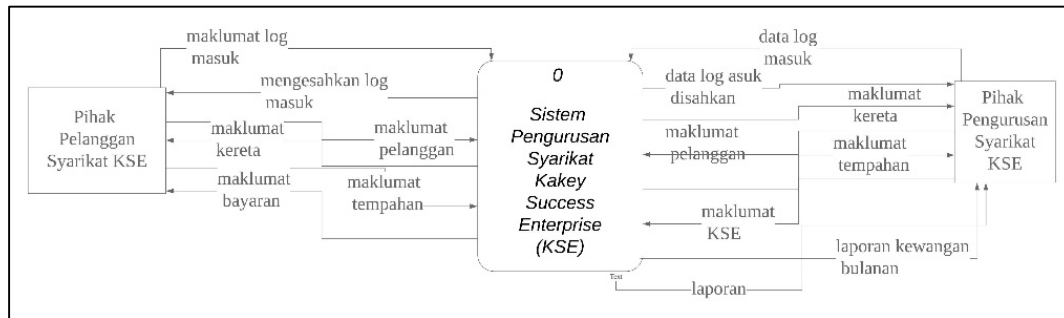 maklumat log
masuk
mengesahkan log
masuk
Pihak
Pelanggan
Syarikat KSE
maklumat
kereta
maklumat
pelanggan
maklumat
bayaran
maklumat
tempahan
0
Sistem
Pengurusan
Syarikat
Kakey
Success
Enterprise
(KSE)
Text
data log
masuk
data log asuk
disahkan
maklumat
kereta
maklumat
pelanggan
maklumat
tempahan
Pihak
Pengurusan
Syarikat
KSE
maklumat
KSE
laporan kewangan
bulanan
laporan